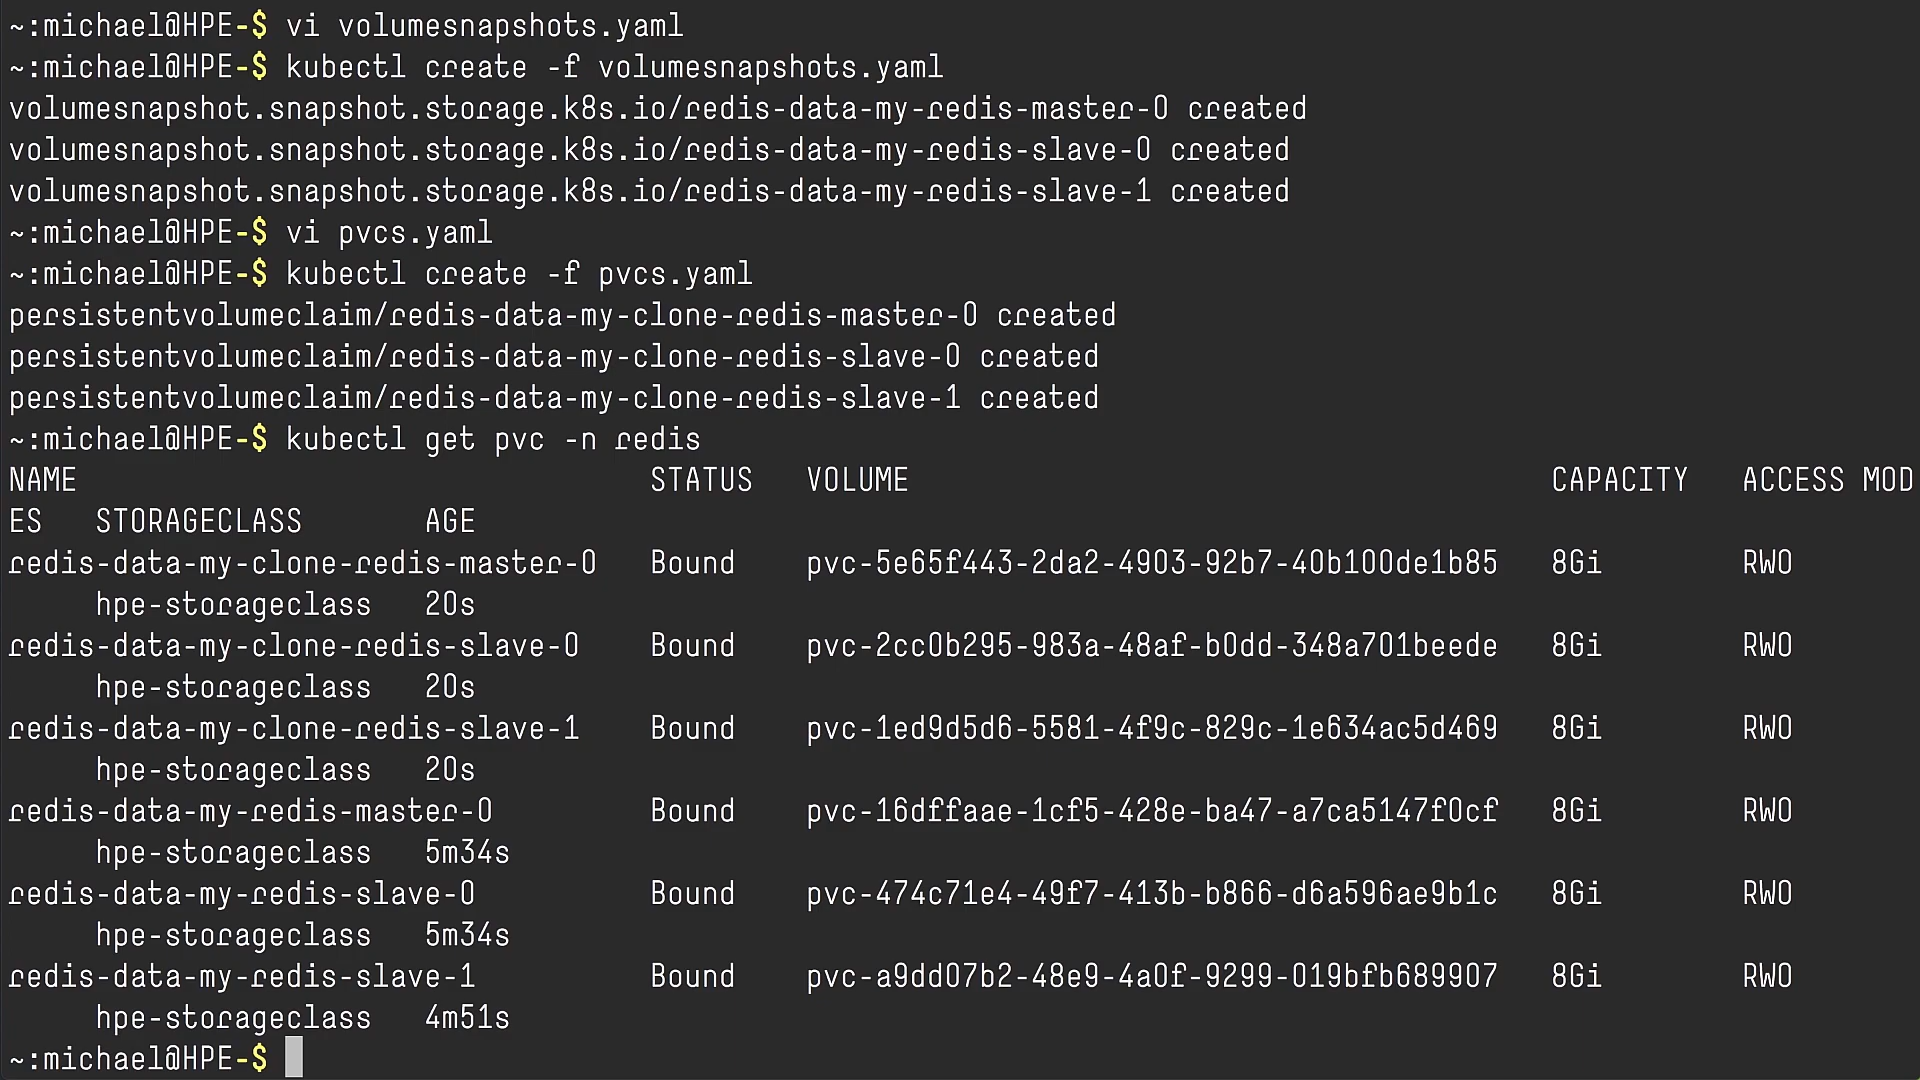 ~:michael@HPE-$ vi volumesnapshots.yaml
~:michael@HPE-$ kubectl create -f volumesnapshots.yaml
volumesnapshot.snapshot.storage.k8s.io/redis-data-my-redis-master-0 created
volumesnapshot.snapshot.storage.k8s.io/redis-data-my-redis-slave-0 created
volumesnapshot.snapshot.storage.k8s.io/redis-data-my-redis-slave-1 created
~:michael@HPE-$ vi pvcs.yaml
~:michael@HPE-$ kubectl create -f pvcs.yaml
persistentvolumeclaim/redis-data-my-clone-redis-master-0 created
persistentvolumeclaim/redis-data-my-clone-redis-slave-0 created
persistentvolumeclaim/redis-data-my-clone-redis-slave-1 created
~:michael@HPE-$ kubectl get pvc -n redis
NAME                                 STATUS   VOLUME                                     CAPACITY   ACCESS MOD
ES   STORAGECLASS       AGE
redis-data-my-clone-redis-master-0   Bound    pvc-5e65f443-2da2-4903-92b7-40b100de1b85   8Gi        RWO
     hpe-storageclass   20s
redis-data-my-clone-redis-slave-0    Bound    pvc-2cc0b295-983a-48af-b0dd-348a701beede   8Gi        RWO
     hpe-storageclass   20s
redis-data-my-clone-redis-slave-1    Bound    pvc-1ed9d5d6-5581-4f9c-829c-1e634ac5d469   8Gi        RWO
     hpe-storageclass   20s
redis-data-my-redis-master-0         Bound    pvc-16dffaae-1cf5-428e-ba47-a7ca5147f0cf   8Gi        RWO
     hpe-storageclass   5m34s
redis-data-my-redis-slave-0          Bound    pvc-474c71e4-49f7-413b-b866-d6a596ae9b1c   8Gi        RWO
     hpe-storageclass   5m34s
redis-data-my-redis-slave-1          Bound    pvc-a9dd07b2-48e9-4a0f-9299-019bfb689907   8Gi        RWO
     hpe-storageclass   4m51s
~:michael@HPE-$